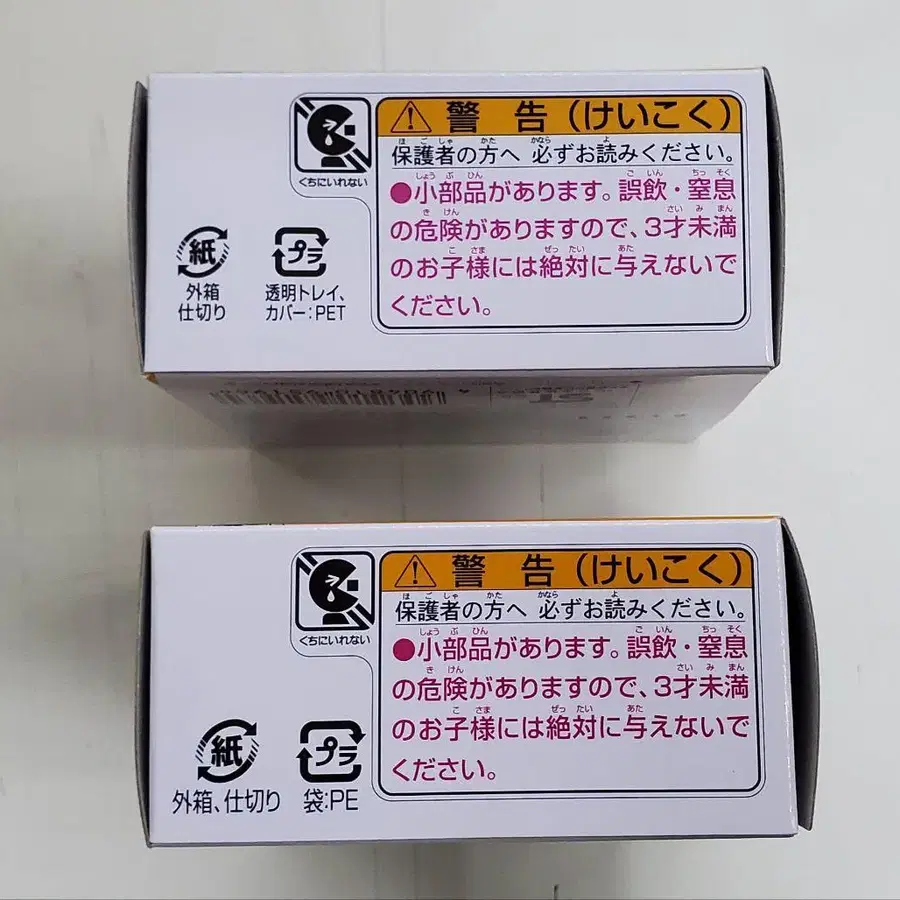 警告(けいこく)
保護者の方へ 必ずお読みください。
●小部品があります。誤飲・窒息
の危険がありますので、3才未満
のお子様には絶対に与えないで
ください。
くちにいれない
紙
外箱
仕切り
プラ
透明トレイ、
カバー:PET
ST
警告(けいこく)
保護者の方へ 必ずお読みください。
●小部品があります。誤飲・窒息
の危険がありますので、3才未満
のお子様には絶対に与えないで
ください。
くちにいれない
紙
外箱、仕切り
プラ
袋:PE